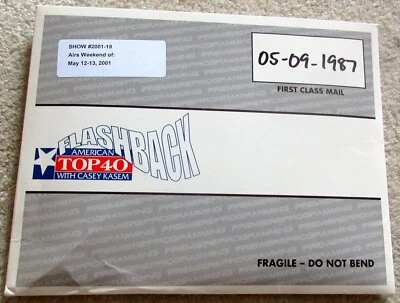 SHOW #2001-19
Airs Weekend of:
May 12-13, 2001
05-09-1987
FIRST CLASS MAIL
FLASHBACK
AMERICAN
TOP40
WITH CASEY KASEM
FRAGILE – DO NOT BEND